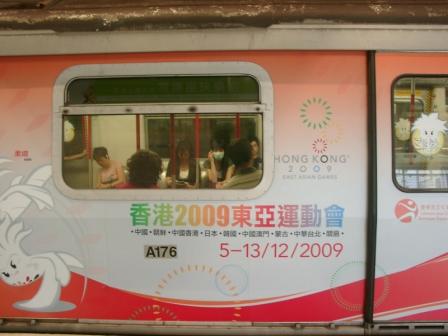 柔道
HONG KONG
2009
EAST ASIAN GAMES
香港2009東亞運動會
·中國·朝鮮·中國香港·日本·韓國·中國澳門·蒙古·中華台北·關島·
A176
5-13/12/2009